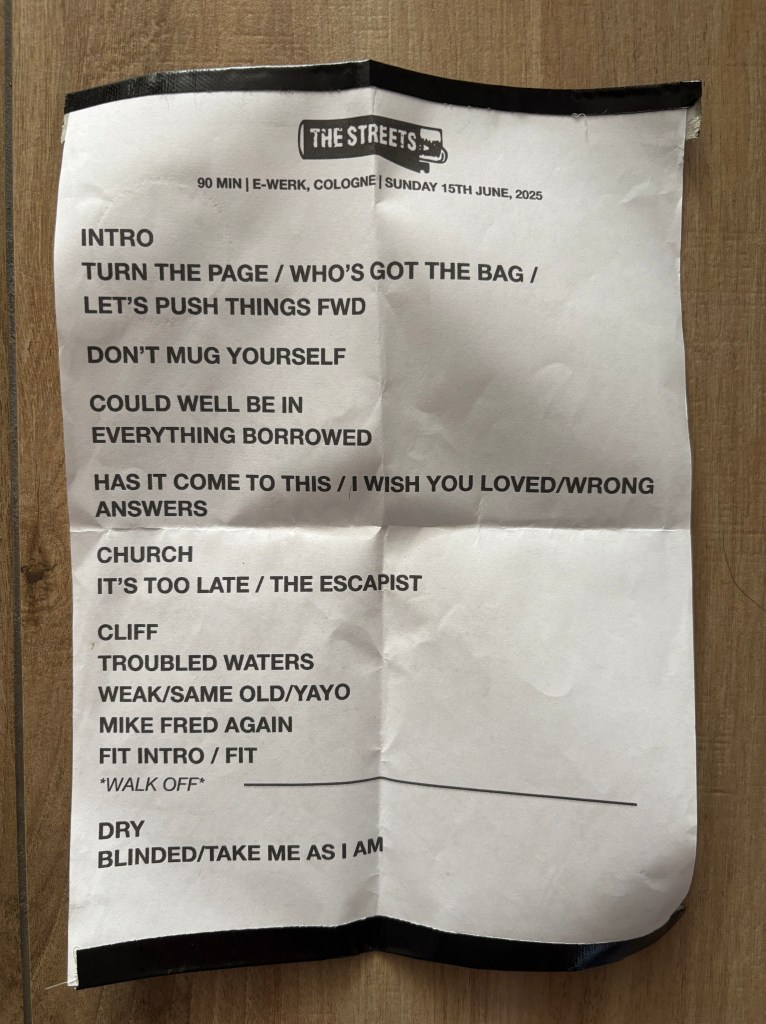 THE STREETS
90 MIN | E-WERK, COLOGNE | SUNDAY 15TH JUNE, 2025
INTRO
TURN THE PAGE / WHO'S GOT THE BAG /
LET'S PUSH THINGS FWD
DON'T MUG YOURSELF
COULD WELL BE IN
EVERYTHING BORROWED
HAS IT COME TO THIS / I WISH YOU LOVED/WRONG
ANSWERS
CHURCH
IT'S TOO LATE / THE ESCAPIST
CLIFF
TROUBLED WATERS
WEAK/SAME OLD/YAYO
MIKE FRED AGAIN
FIT INTRO / FIT
*WALK OFF*
DRY
BLINDED/TAKE ME AS I AM